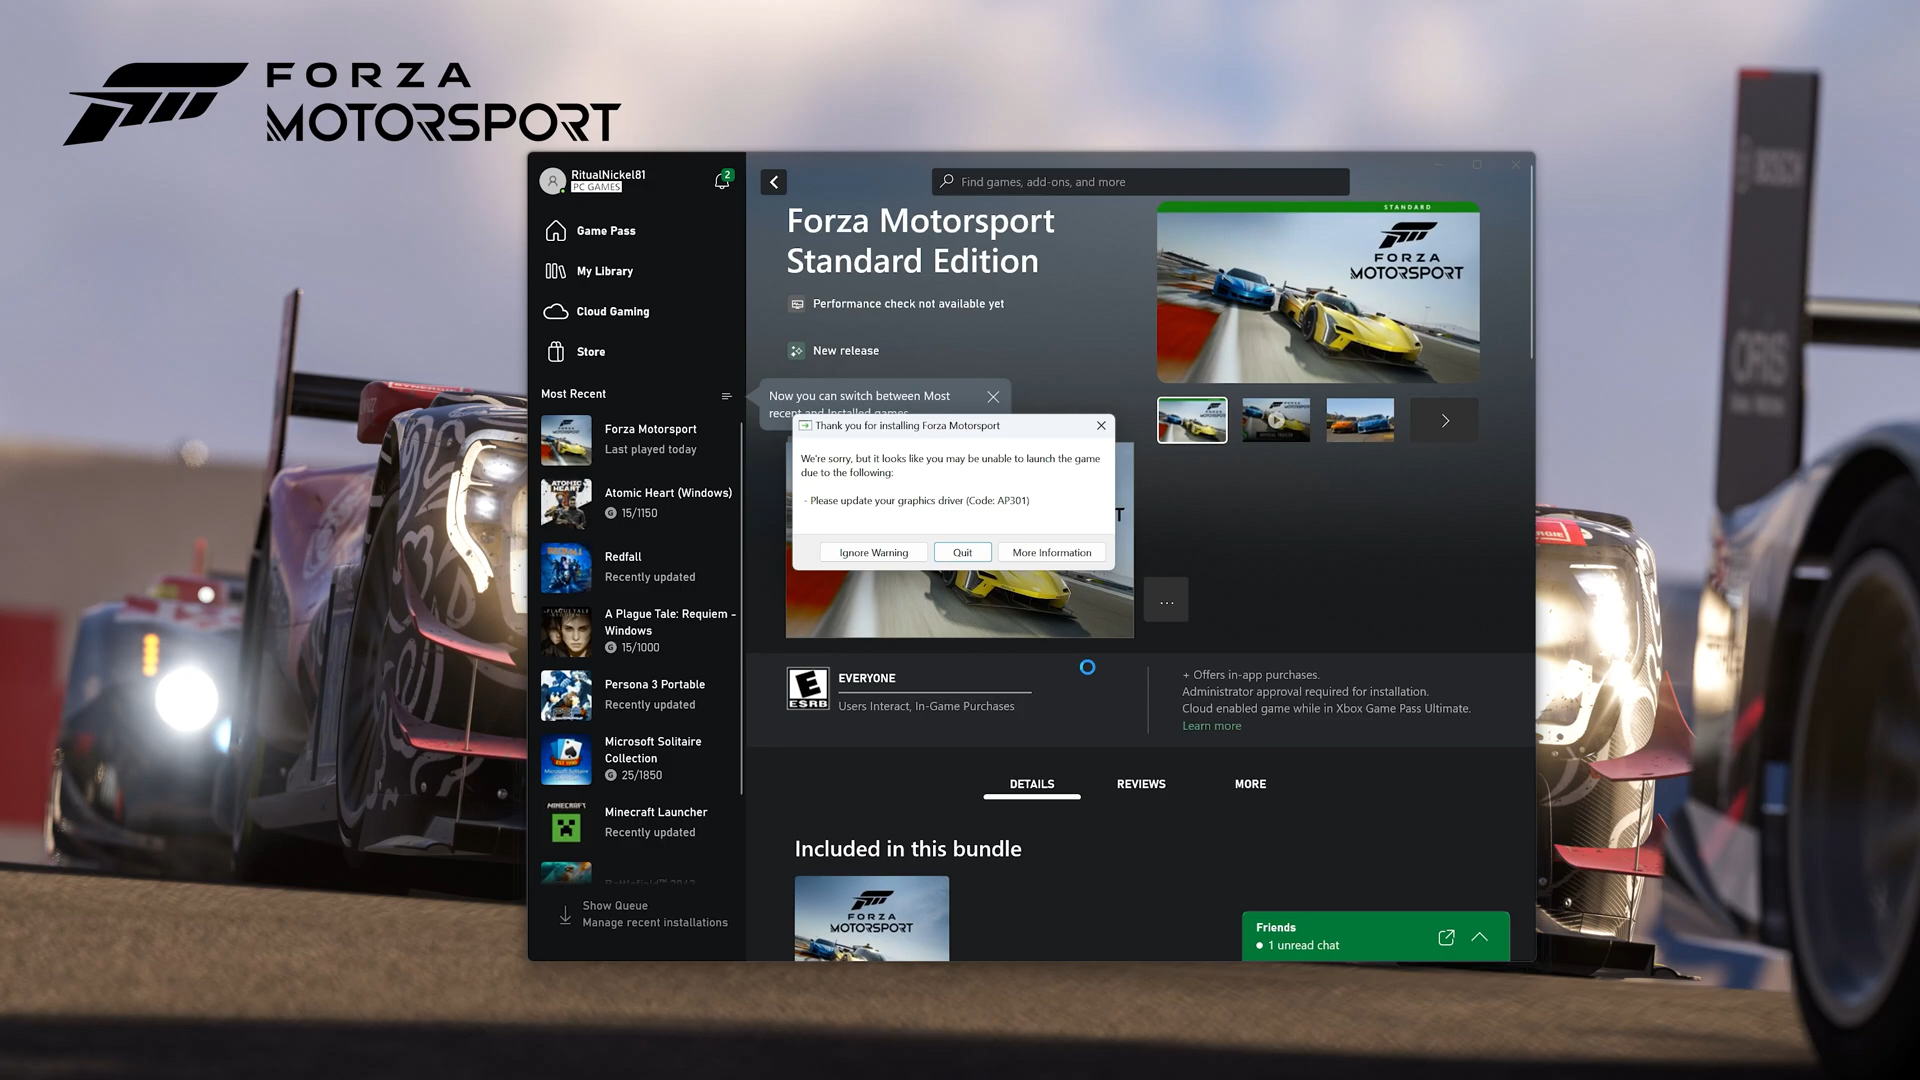 FORZA
MOTORSPORT
RitualNickel81
PC GAMES
2
Find games, add-ons, and more
Game Pass
My Library
Cloud Gaming
Store
Most Recent
Forza Motorsport
Last played today
Atomic Heart (Windows)
15/1150
Redfall
Recently updated
A Plague Tale: Requiem -
Windows
15/1000
Persona 3 Portable
Recently updated
Microsoft Solitaire
Collection
25/1850
Minecraft Launcher
Recently updated
Show Queue
Manage recent installations
Forza Motorsport
Standard Edition
Performance check not available yet
New release
Now you can switch between Most
recent and Installed games
Thank you for installing Forza Motorsport
We're sorry, but it looks like you may be unable to launch the game
due to the following:
- Please update your graphics driver (Code: AP301)
Ignore Warning
Quit
More Information
STANDARD
FORZA
MOTORSPORT
...
E
ESRB
EVERYONE
Users Interact, In-Game Purchases
+ Offers in-app purchases.
Administrator approval required for installation.
Cloud enabled game while in Xbox Game Pass Ultimate.
Learn more
DETAILS
REVIEWS
MORE
Included in this bundle
FORZA
MOTORSPORT
Friends
1 unread chat
BOSCH
ORIS